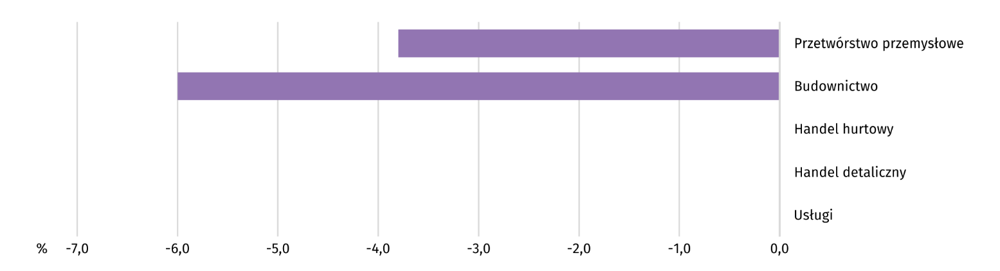 Przetwórstwo przemysłowe
Budownictwo
Handel hurtowy
Handel detaliczny
Usługi
% -7,0 -6,0 -5,0 -4,0 -3,0 -2,0 -1,0 0,0